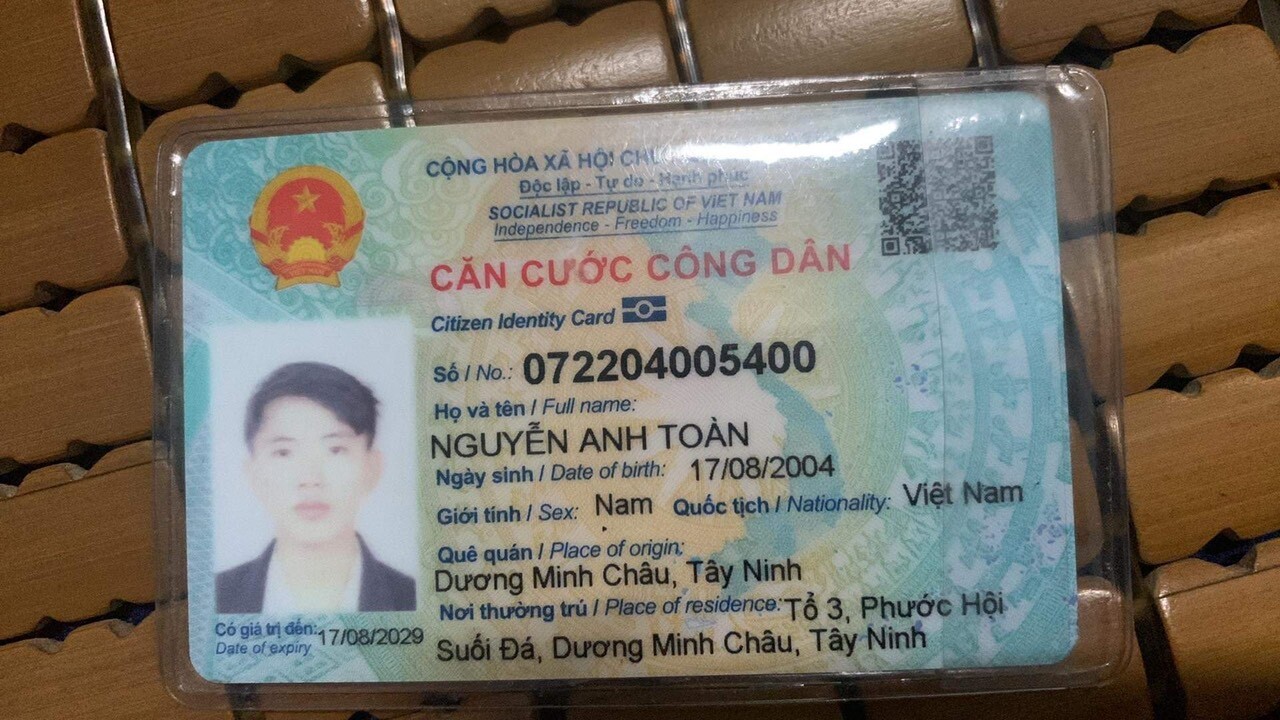 CỘNG HÒA XÃ HỘI
Độc lập - Tự do - Hạnh phúc
SOCIALIST REPUBLIC OF VIET NAM
Independence - Freedom - Happiness
CĂN CƯỚC CÔNG DÂN
Citizen Identity Card
Số / No.: 072204005400
Họ và tên / Full name:
NGUYỄN ANH TOÀN
Ngày sinh / Date of birth: 17/08/2004
Giới tính / Sex: Nam Quốc tịch / Nationality: Việt Nam
Quê quán / Place of origin:
Dương Minh Châu, Tây Ninh
Nơi thường trú / Place of residence: Tổ 3, Phước Hội
Suối Đá, Dương Minh Châu, Tây Ninh
Có giá trị đến: 17/08/2029
Date of expiry